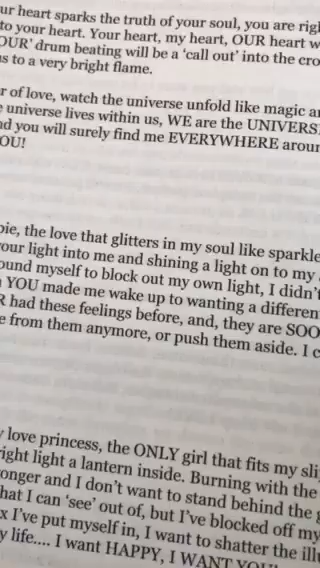 ur heart sparks the truth of your soul, you are righ
to your heart. Your heart, my heart, OUR heart w
OUR' drum beating will be a 'call out' into the cro
us to a very bright flame.
r of love, watch the universe unfold like magic a
e universe lives within us, WE are the UNIVERS
nd you will surely find me EVERYWHERE aroun
OU!
pie, the love that glitters in my soul like sparkle
our light into me and shining a light on to my
ound myself to block out my own light, I didn't
YOU made me wake up to wanting a differen
R had these feelings before, and, they are SOO
e from them anymore, or push them aside. I c
y love princess, the ONLY girl that fits my sli
right light a lantern inside. Burning with the
onger and I don't want to stand behind the g
hat I can 'see' out of, but I've blocked off my
x I've put myself in, I want to shatter the illu
y life.... I want HAPPY, I WANT YOU!